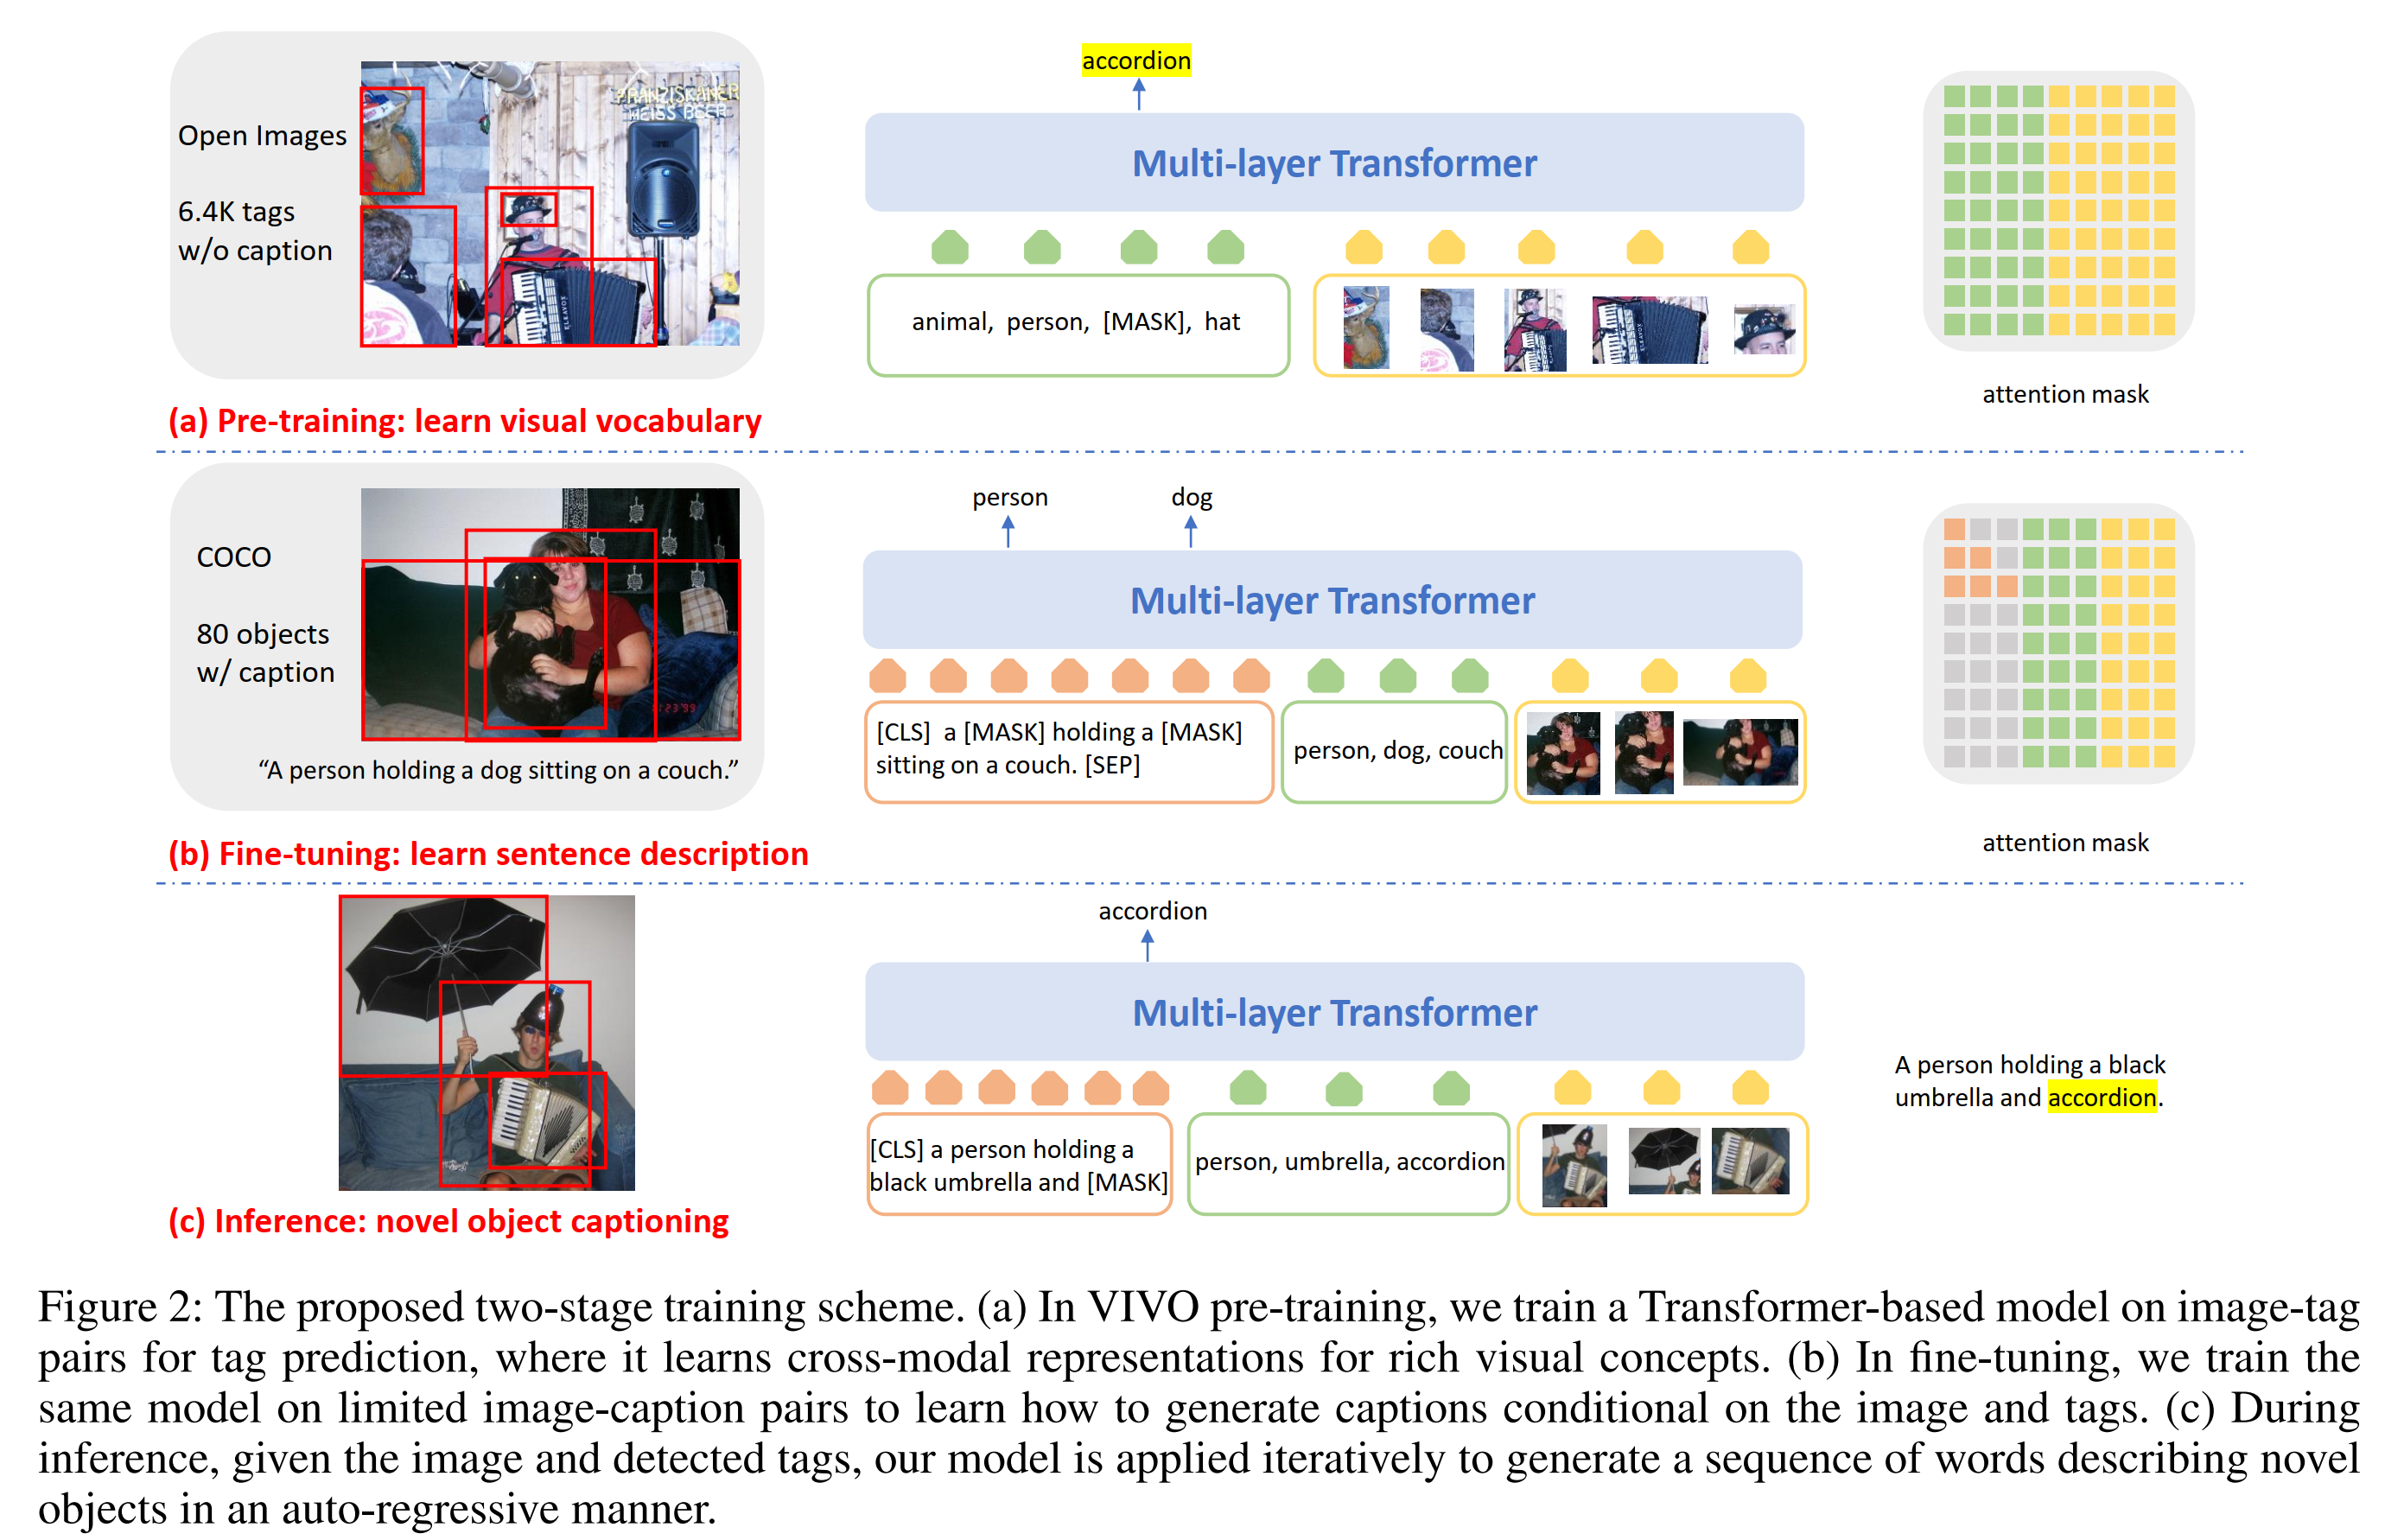 Open Images
6.4K tags
w/o caption
FRANZISKANER
WEISS BEER
accordion
Multi-layer Transformer
animal, person, [MASK], hat
attention mask
(a) Pre-training: learn visual vocabulary
COCO
80 objects
w/ caption
“A person holding a dog sitting on a couch.”
person
dog
Multi-layer Transformer
[CLS] a [MASK] holding a [MASK]
sitting on a couch. [SEP]
person, dog, couch
attention mask
(b) Fine-tuning: learn sentence description
accordion
Multi-layer Transformer
[CLS] a person holding a
black umbrella and [MASK]
person, umbrella, accordion
A person holding a black
umbrella and accordion.
(c) Inference: novel object captioning
Figure 2: The proposed two-stage training scheme. (a) In VIVO pre-training, we train a Transformer-based model on image-tag
pairs for tag prediction, where it learns cross-modal representations for rich visual concepts. (b) In fine-tuning, we train the
same model on limited image-caption pairs to learn how to generate captions conditional on the image and tags. (c) During
inference, given the image and detected tags, our model is applied iteratively to generate a sequence of words describing novel
objects in an auto-regressive manner.